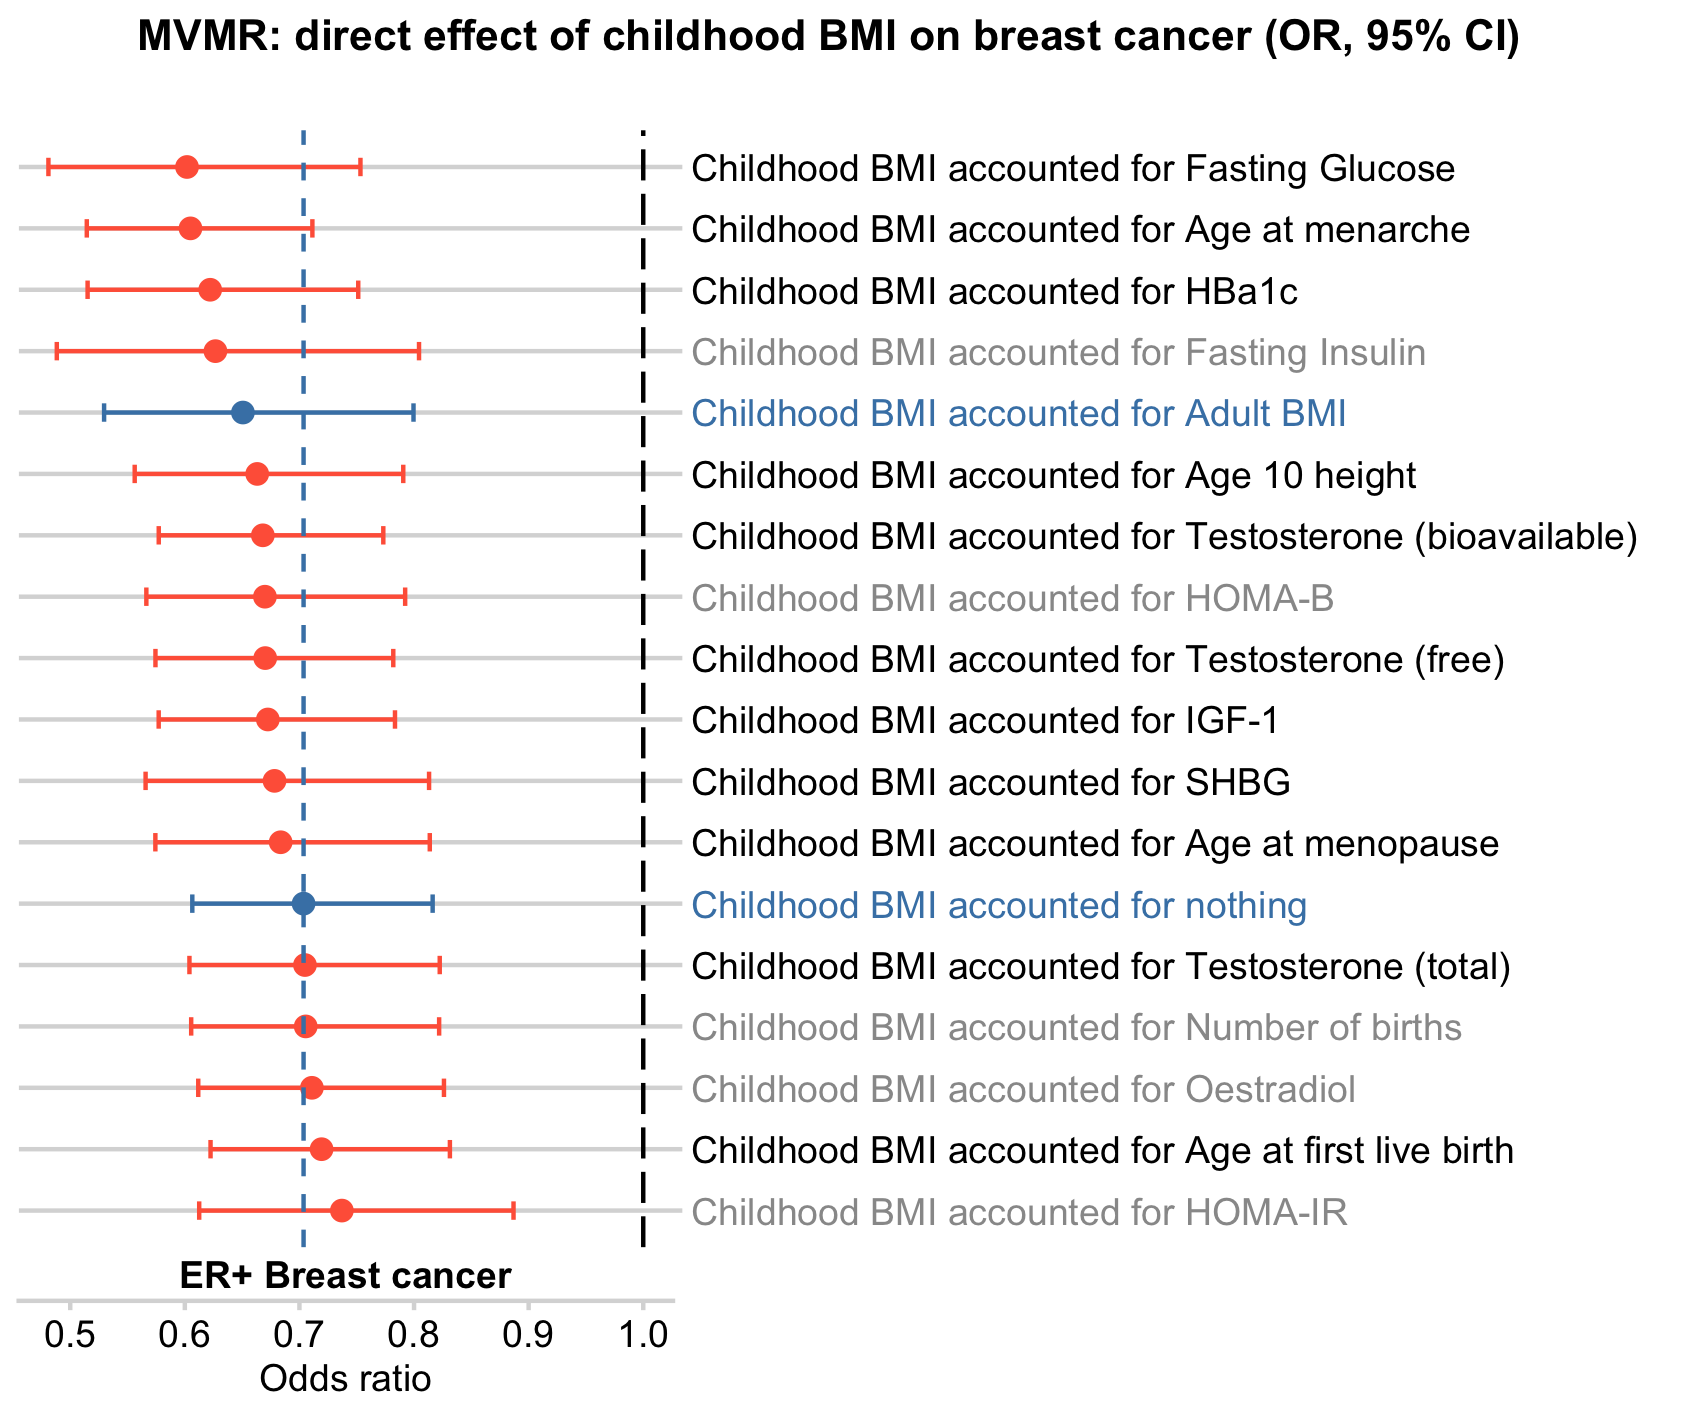 MVMR: direct effect of childhood BMI on breast cancer (OR, 95% CI)
Childhood BMI accounted for Fasting Glucose
Childhood BMI accounted for Age at menarche
Childhood BMI accounted for HBa1c
Childhood BMI accounted for Fasting Insulin
Childhood BMI accounted for Adult BMI
Childhood BMI accounted for Age 10 height
Childhood BMI accounted for Testosterone (bioavailable)
Childhood BMI accounted for HOMA-B
Childhood BMI accounted for Testosterone (free)
Childhood BMI accounted for IGF-1
Childhood BMI accounted for SHBG
Childhood BMI accounted for Age at menopause
Childhood BMI accounted for nothing
Childhood BMI accounted for Testosterone (total)
Childhood BMI accounted for Number of births
Childhood BMI accounted for Oestradiol
Childhood BMI accounted for Age at first live birth
Childhood BMI accounted for HOMA-IR
ER+ Breast cancer
0.5 0.6 0.7 0.8 0.9 1.0
Odds ratio